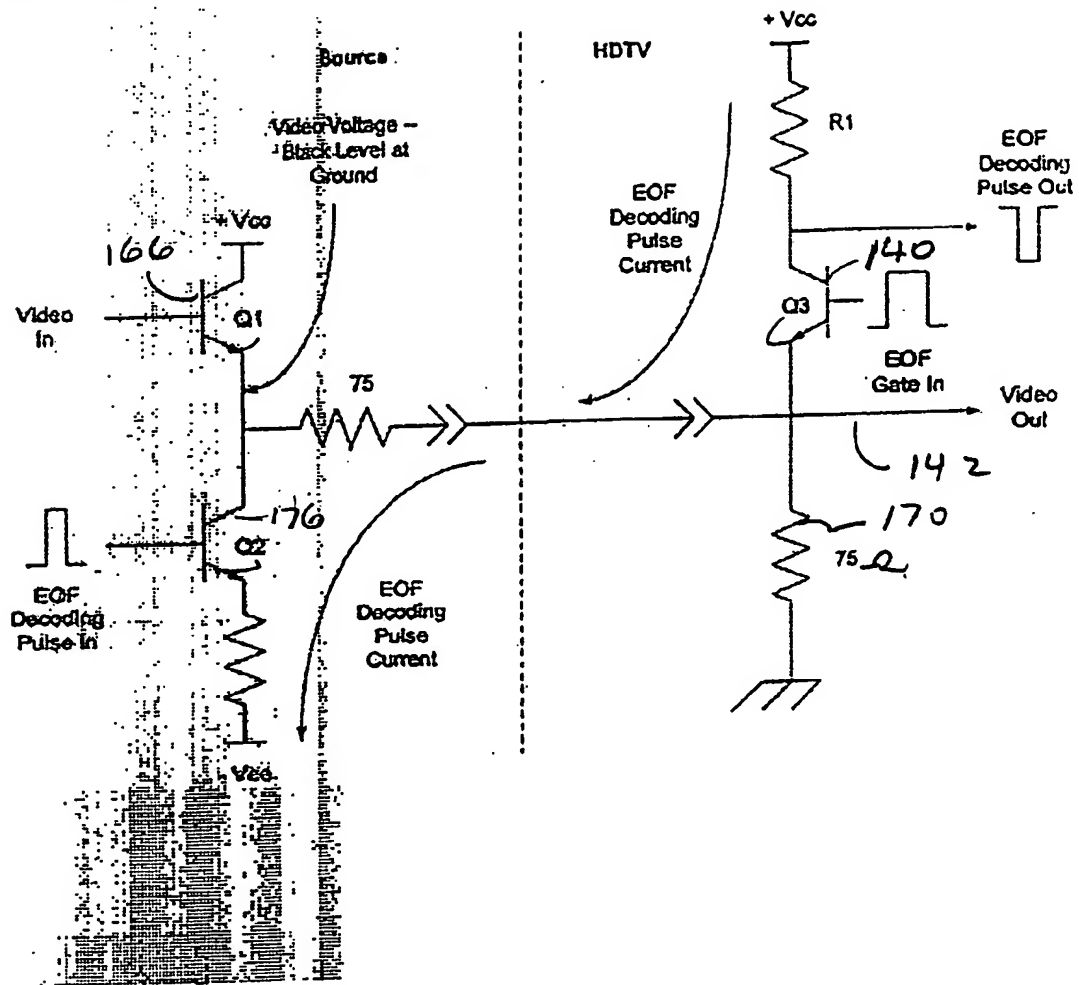 Source
HDTV
+ Vcc
R1
EOF
Decoding
Pulse Out
Video Voltage –
Black Level at
Ground
EOF
Decoding
Pulse
Current
+ Vcc
166
140
Video
In
Q1
Q3
75
EOF
Gate In
Video
Out
142
176
Q2
170
75 Ω
EOF
Decoding
Pulse In
EOF
Decoding
Pulse
Current
Vcc